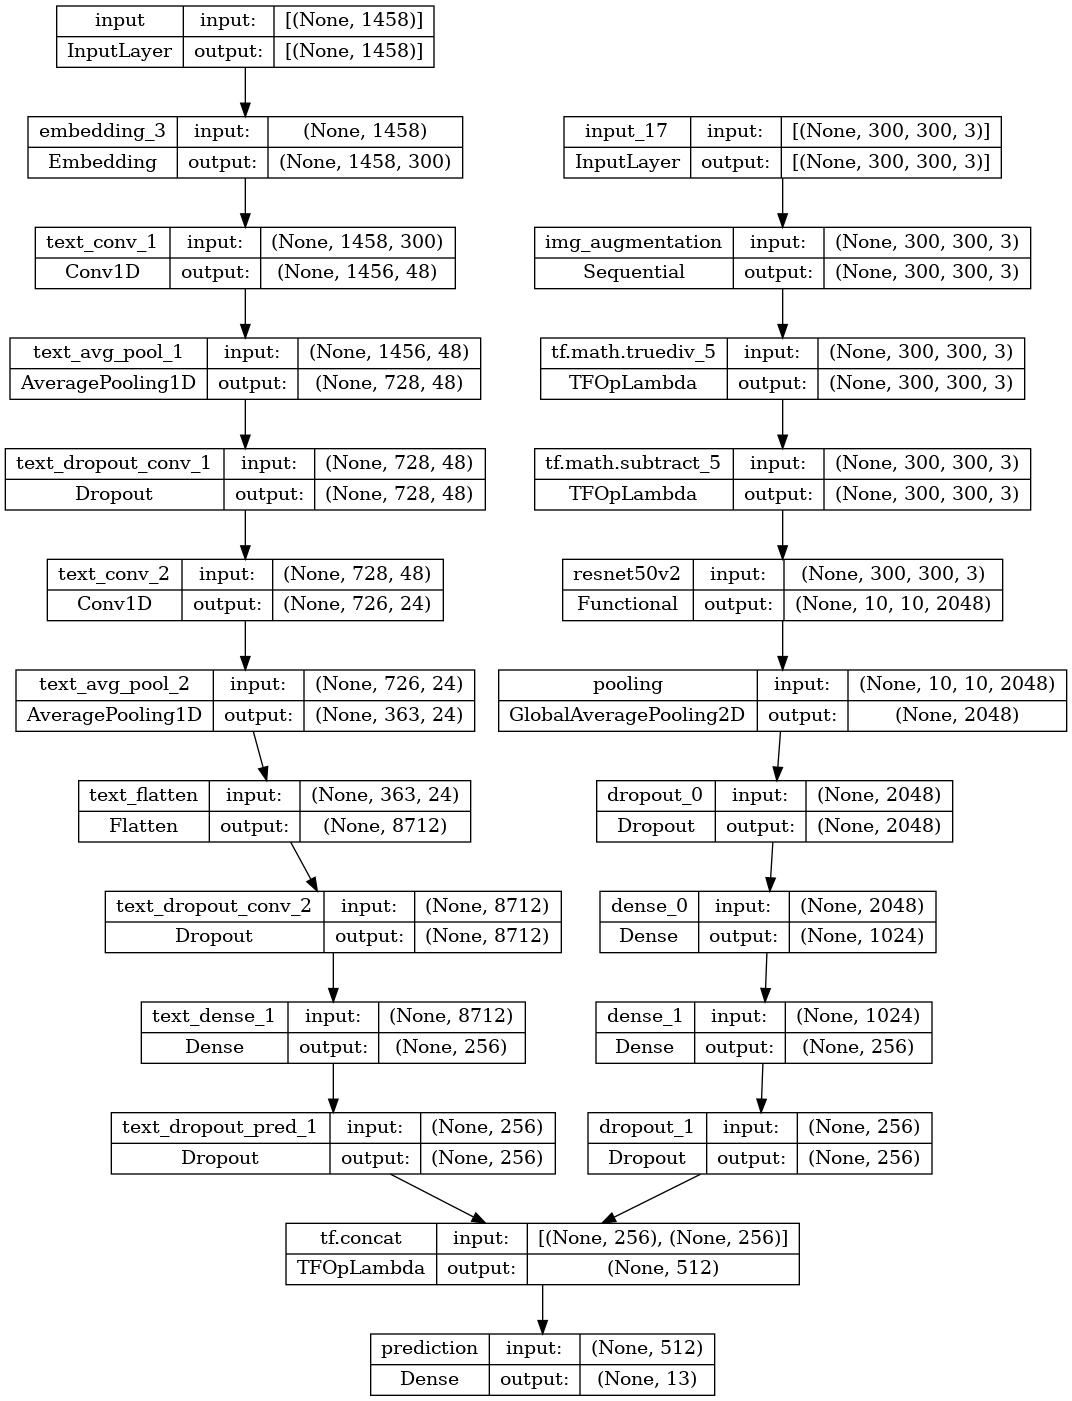 input input: [(None, 1458)]
InputLayer output: [(None, 1458)]
embedding_3 input: (None, 1458)
Embedding output: (None, 1458, 300)
input_17 input: [(None, 300, 300, 3)]
InputLayer output: [(None, 300, 300, 3)]
text_conv_1 input: (None, 1458, 300)
Conv1D output: (None, 1456, 48)
img_augmentation input: (None, 300, 300, 3)
Sequential output: (None, 300, 300, 3)
text_avg_pool_1 input: (None, 1456, 48)
AveragePooling1D output: (None, 728, 48)
tf.math.truediv_5 input: (None, 300, 300, 3)
TFOpLambda output: (None, 300, 300, 3)
text_dropout_conv_1 input: (None, 728, 48)
Dropout output: (None, 728, 48)
tf.math.subtract_5 input: (None, 300, 300, 3)
TFOpLambda output: (None, 300, 300, 3)
text_conv_2 input: (None, 728, 48)
Conv1D output: (None, 726, 24)
resnet50v2 input: (None, 300, 300, 3)
Functional output: (None, 10, 10, 2048)
text_avg_pool_2 input: (None, 726, 24)
AveragePooling1D output: (None, 363, 24)
pooling input: (None, 10, 10, 2048)
GlobalAveragePooling2D output: (None, 2048)
text_flatten input: (None, 363, 24)
Flatten output: (None, 8712)
dropout_0 input: (None, 2048)
Dropout output: (None, 2048)
text_dropout_conv_2 input: (None, 8712)
Dropout output: (None, 8712)
dense_0 input: (None, 2048)
Dense output: (None, 1024)
text_dense_1 input: (None, 8712)
Dense output: (None, 256)
dense_1 input: (None, 1024)
Dense output: (None, 256)
text_dropout_pred_1 input: (None, 256)
Dropout output: (None, 256)
dropout_1 input: (None, 256)
Dropout output: (None, 256)
tf.concat input: [(None, 256), (None, 256)]
TFOpLambda output: (None, 512)
prediction input: (None, 512)
Dense output: (None, 13)